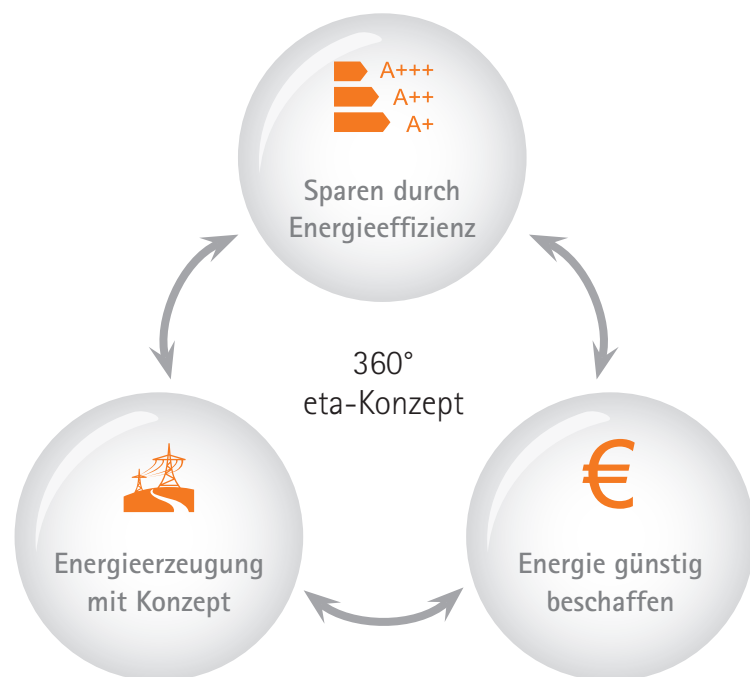 A+++
A++
A+
Sparen durch
Energieeffizienz
360°
eta-Konzept
Energieerzeugung
mit Konzept
€
Energie günstig
beschaffen